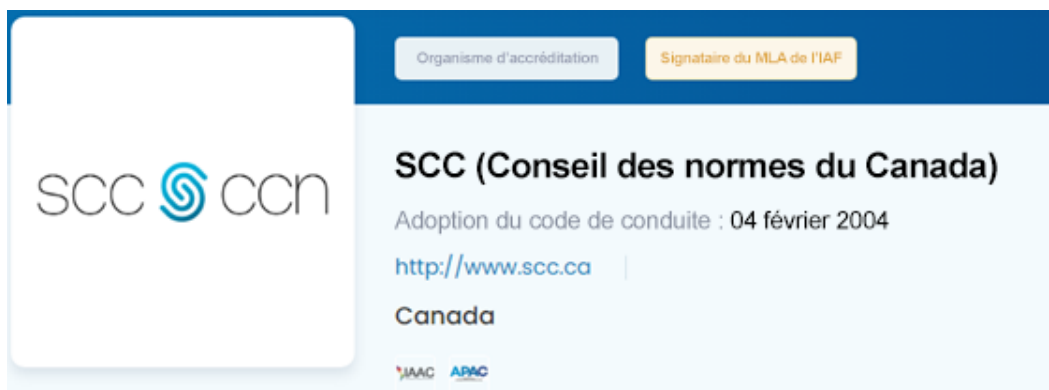 Organisme d'accréditation
Signataire du MLA de l'IAF
scc ccn
SCC (Conseil des normes du Canada)
Adoption du code de conduite : 04 février 2004
http://www.scc.ca
Canada
IAAC APAC